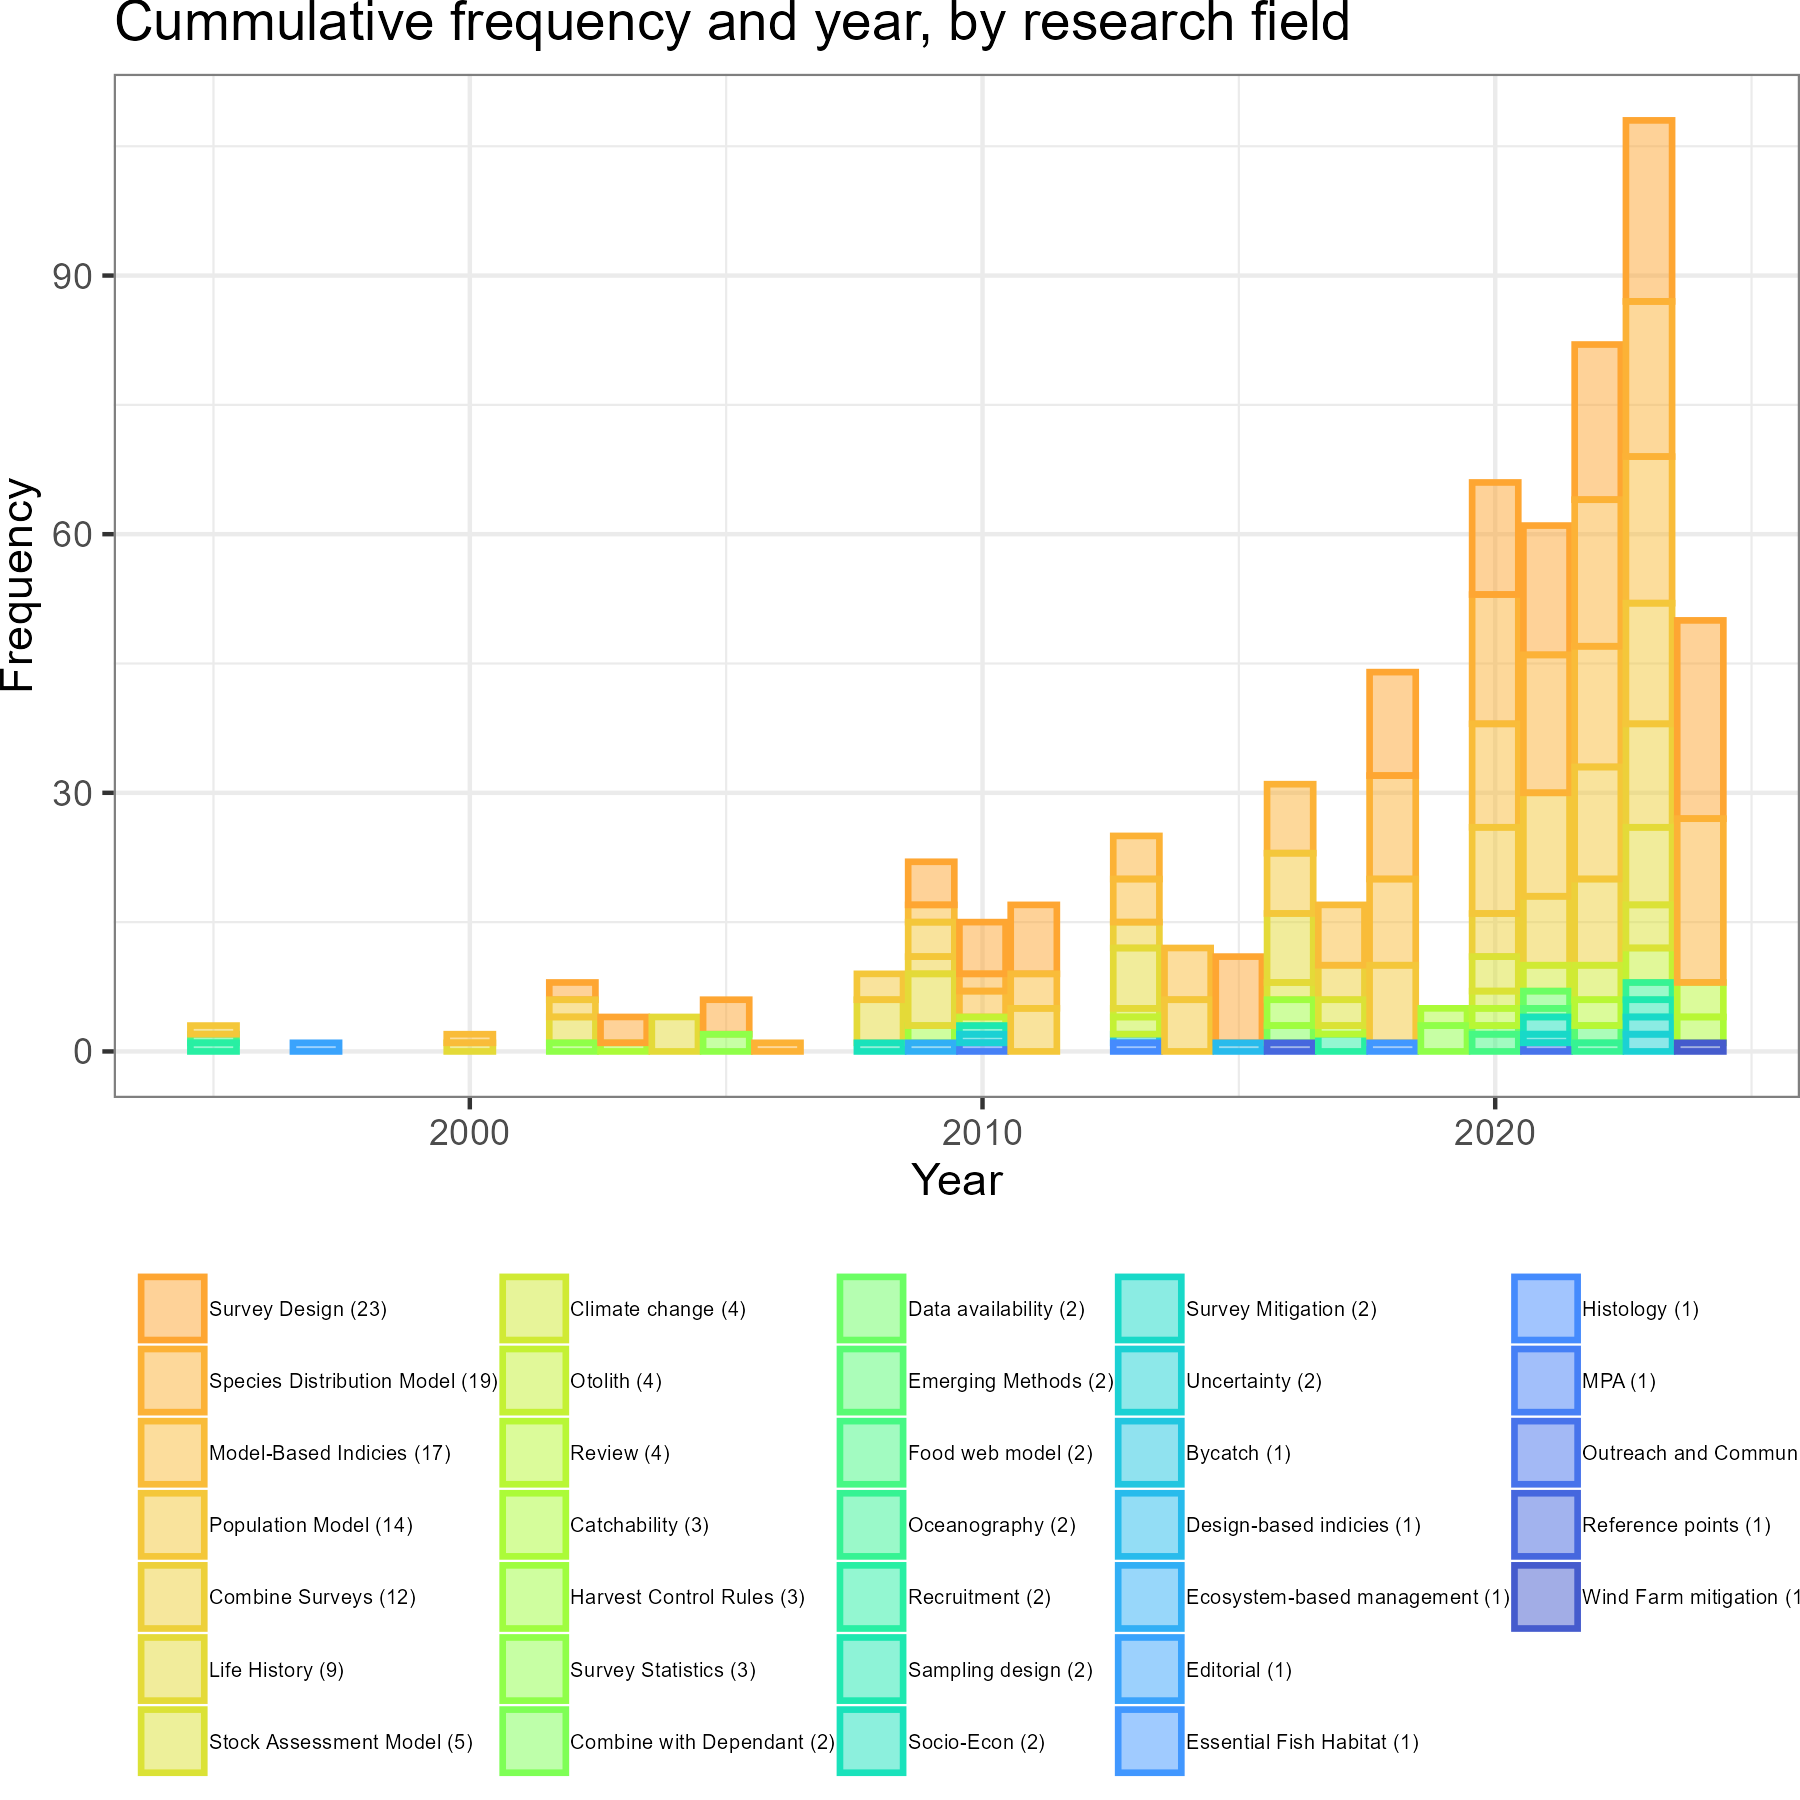 Cummulative frequency and year, by research field
Frequency
90
60
30
0
2000 2010 2020
Year
Survey Design (23)
Species Distribution Model (19)
Model-Based Indicies (17)
Population Model (14)
Combine Surveys (12)
Life History (9)
Stock Assessment Model (5)
Climate change (4)
Otolith (4)
Review (4)
Catchability (3)
Harvest Control Rules (3)
Survey Statistics (3)
Combine with Dependant (2)
Data availability (2)
Emerging Methods (2)
Food web model (2)
Oceanography (2)
Recruitment (2)
Sampling design (2)
Socio-Econ (2)
Survey Mitigation (2)
Uncertainty (2)
Bycatch (1)
Design-based indicies (1)
Ecosystem-based management (1)
Editorial (1)
Essential Fish Habitat (1)
Histology (1)
MPA (1)
Outreach and Commun
Reference points (1)
Wind Farm mitigation (1